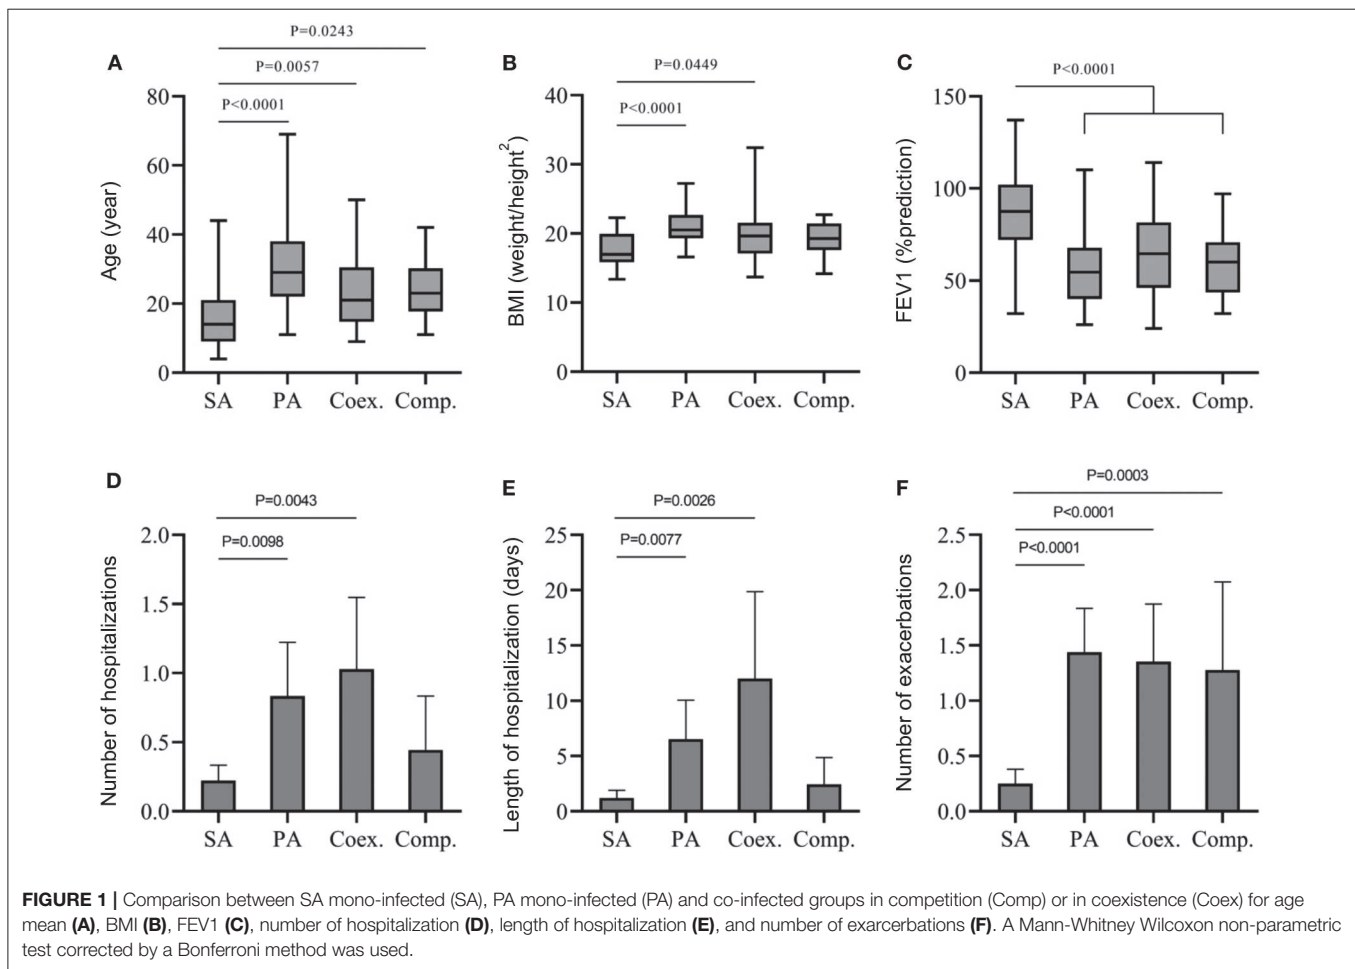 A
P=0.0243
P=0.0057
P<0.0001
Age (year)
80
60
40
20
0
SA PA Coex. Comp.
B
P=0.0449
P<0.0001
BMI (weight/height2)
40
30
20
10
0
SA PA Coex. Comp.
C
P<0.0001
FEV1 (%prediction)
150
100
50
0
SA PA Coex. Comp.
D
P=0.0043
P=0.0098
Number of hospitalizations
2.0
1.5
1.0
0.5
0.0
SA PA Coex. Comp.
E
P=0.0026
P=0.0077
Length of hospitalization (days)
25
20
15
10
5
0
SA PA Coex. Comp.
F
P=0.0003
P<0.0001
P<0.0001
Number of exacerbations
2.5
2.0
1.5
1.0
0.5
0.0
SA PA Coex. Comp.
FIGURE 1 | Comparison between SA mono-infected (SA), PA mono-infected (PA) and co-infected groups in competition (Comp) or in coexistence (Coex) for age
mean (A), BMI (B), FEV1 (C), number of hospitalization (D), length of hospitalization (E), and number of exarcerbations (F). A Mann-Whitney Wilcoxon non-parametric
test corrected by a Bonferroni method was used.